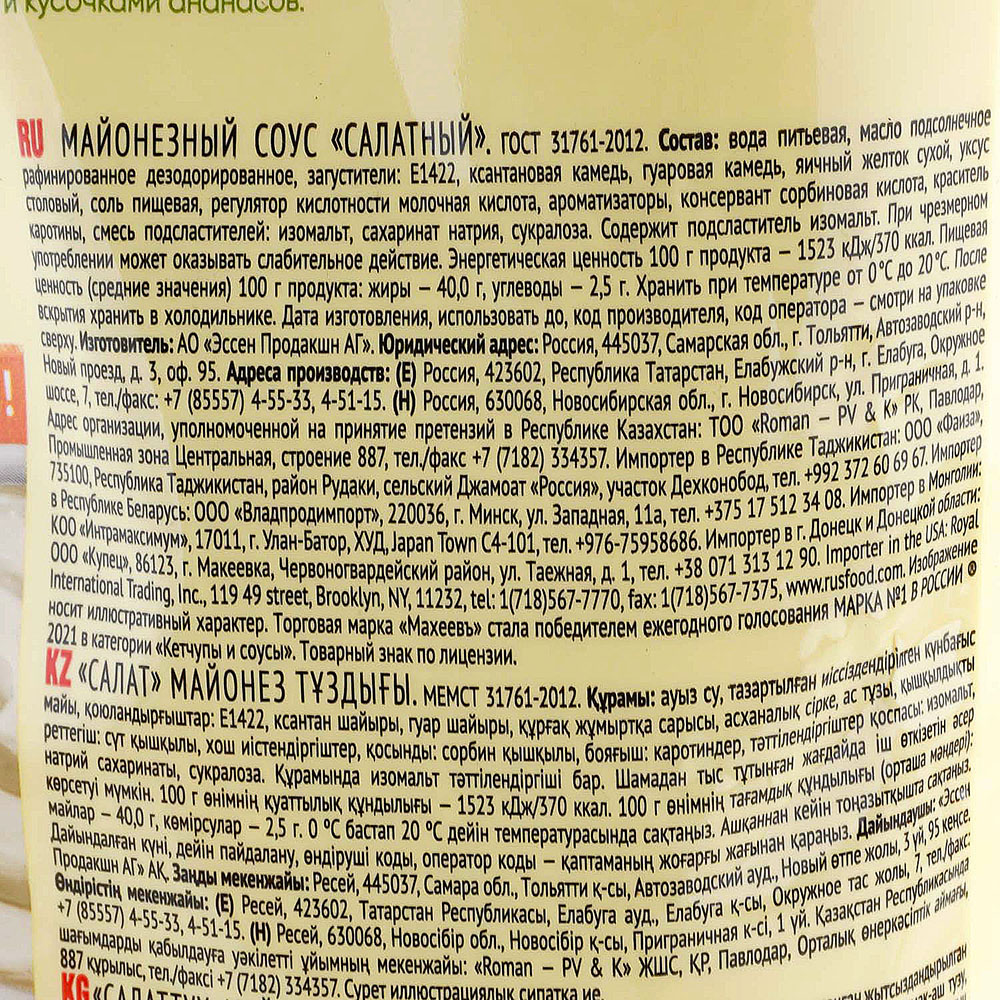 и кусочками ананасов.
RU МАЙОНЕЗНЫЙ СОУС «САЛАТНЫЙ». ГОСТ 31761-2012. Состав: вода питьевая, масло подсолнечное
рафинированное дезодорированное, загустители: Е1422, ксантановая камедь, гуаровая камедь, яичный желток сухой, уксус
столовый, соль пищевая, регулятор кислотности молочная кислота, ароматизаторы, консервант сорбиновая кислота, краситель
каротины, смесь подсластителей: изомальт, сахаринат натрия, сукралоза. Содержит подсластитель изомальт. При чрезмерном
употреблении может оказывать слабительное действие. Энергетическая ценность 100 г продукта – 1523 кДж/370 ккал. Пищевая
ценность (средние значения) 100 г продукта: жиры – 40,0 г, углеводы – 2,5 г. Хранить при температуре от 0°С до 20°С. После
вскрытия хранить в холодильнике. Дата изготовления, использовать до, код производителя, код оператора – смотри на упаковке
сверху. Изготовитель: АО «Эссен Продакшн АГ». Юридический адрес: Россия, 445037, Самарская обл., г. Тольятти, Автозаводский р-н,
Новый проезд, д. 3, оф. 95. Адреса производств: (Е) Россия, 423602, Республика Татарстан, Елабужский р-н, г. Елабуга, Окружное
шоссе, 7, тел./факс: +7 (85557) 4-55-33, 4-51-15. (Н) Россия, 630068, Новосибирская обл., г. Новосибирск, ул. Приграничная, д. 1.
Адрес организации, уполномоченной на принятие претензий в Республике Казахстан: ТОО «Roman – PV & K» РК, Павлодар,
Промышленная зона Центральная, строение 887, тел./факс +7 (7182) 334357. Импортер в Республике Таджикистан: ООО «Фаиза»,
735100, Республика Таджикистан, район Рудаки, сельский Джамоат «Россия», участок Дехконобод, тел. +992 372 60 69 67. Импортер
в Республике Беларусь: ООО «Владпродимпорт», 220036, г. Минск, ул. Западная, 11а, тел. +375 17 512 34 08. Импортер в Монголии:
КОО «Интрамаксимум», 17011, г. Улан-Батор, ХУД, Japan Town C4-101, тел. +976-75958686. Импортер в г. Донецк и Донецкой области:
ООО «Купец», 86123, г. Макеевка, Червоногвардейский район, ул. Таежная, д. 1, тел. +38 071 313 12 90. Importer in the USA: Royal
International Trading, Inc., 119 49 street, Brooklyn, NY, 11232, tel: 1(718)567-7770, fax: 1(718)567-7375, www.rusfood.com. Изображение
носит иллюстративный характер. Торговая марка «Махеевъ» стала победителем ежегодного голосования МАРКА №1 В РОССИИ ®
2021 в категории «Кетчупы и соусы». Товарный знак по лицензии.
KZ «САЛАТ» МАЙОНЕЗ ТҰЗДЫҒЫ. МЕМСТ 31761-2012. Құрамы: ауыз су, тазартылған иіссіздендірілген күнбағыс
майы, қоюландырғыштар: Е1422, ксантан шайыры, гуар шайыры, құрғақ жұмыртқа сарысы, асханалық сірке, ас тұзы, қышқылдықты
реттегіш: сүт қышқылы, хош иістендіргіштер, қосынды: сорбин қышқылы, бояғыш: каротиндер, тәттілендіргіштер қоспасы: изомальт,
натрий сахаринаты, сукралоза. Құрамында изомальт тәттілендіргіші бар. Шамадан тыс тұтынған жағдайда іш өткізетін әсер
көрсетуі мүмкін. 100 г өнімнің қуаттылық құндылығы – 1523 кДж/370 ккал. 100 г өнімнің тағамдық құндылығы (орташа мәндері):
майлар – 40,0 г, көмірсулар – 2,5 г. 0 °С бастап 20 °С дейін температурасында сақтаңыз. Ашқаннан кейін тоңазытқышта сақтаңыз.
Дайындалған күні, дейін пайдалану, өндіруші коды, оператор коды – қаптаманың жоғарғы жағынан қараңыз. Дайындаушы: «Эссен
Продакшн АГ» АҚ. Заңды мекенжайы: Ресей, 445037, Самара обл., Тольятти қ-сы, Автозаводский ауд., Новый өтпе жолы, 3 үй, 95 кеңсе.
Өндірістің мекенжайы: (Е) Ресей, 423602, Татарстан Республикасы, Елабуга ауд., Елабуга қ-сы, Окружное тас жолы, 7, тел./факс:
+7 (85557) 4-55-33, 4-51-15. (Н) Ресей, 630068, Новосібір обл., Новосібір қ-сы, Приграничная к-сі, 1 үй. Қазақстан Республикасында
шағымдарды қабылдауға уәкілетті ұйымның мекенжайы: «Roman – PV & K» ЖШС, ҚР, Павлодар, Орталық өнеркәсіптік аймағы,
887 құрылыс, тел./факсі +7 (7182) 334357. Сурет иллюстрациялық сипатқа ие.
KG
!